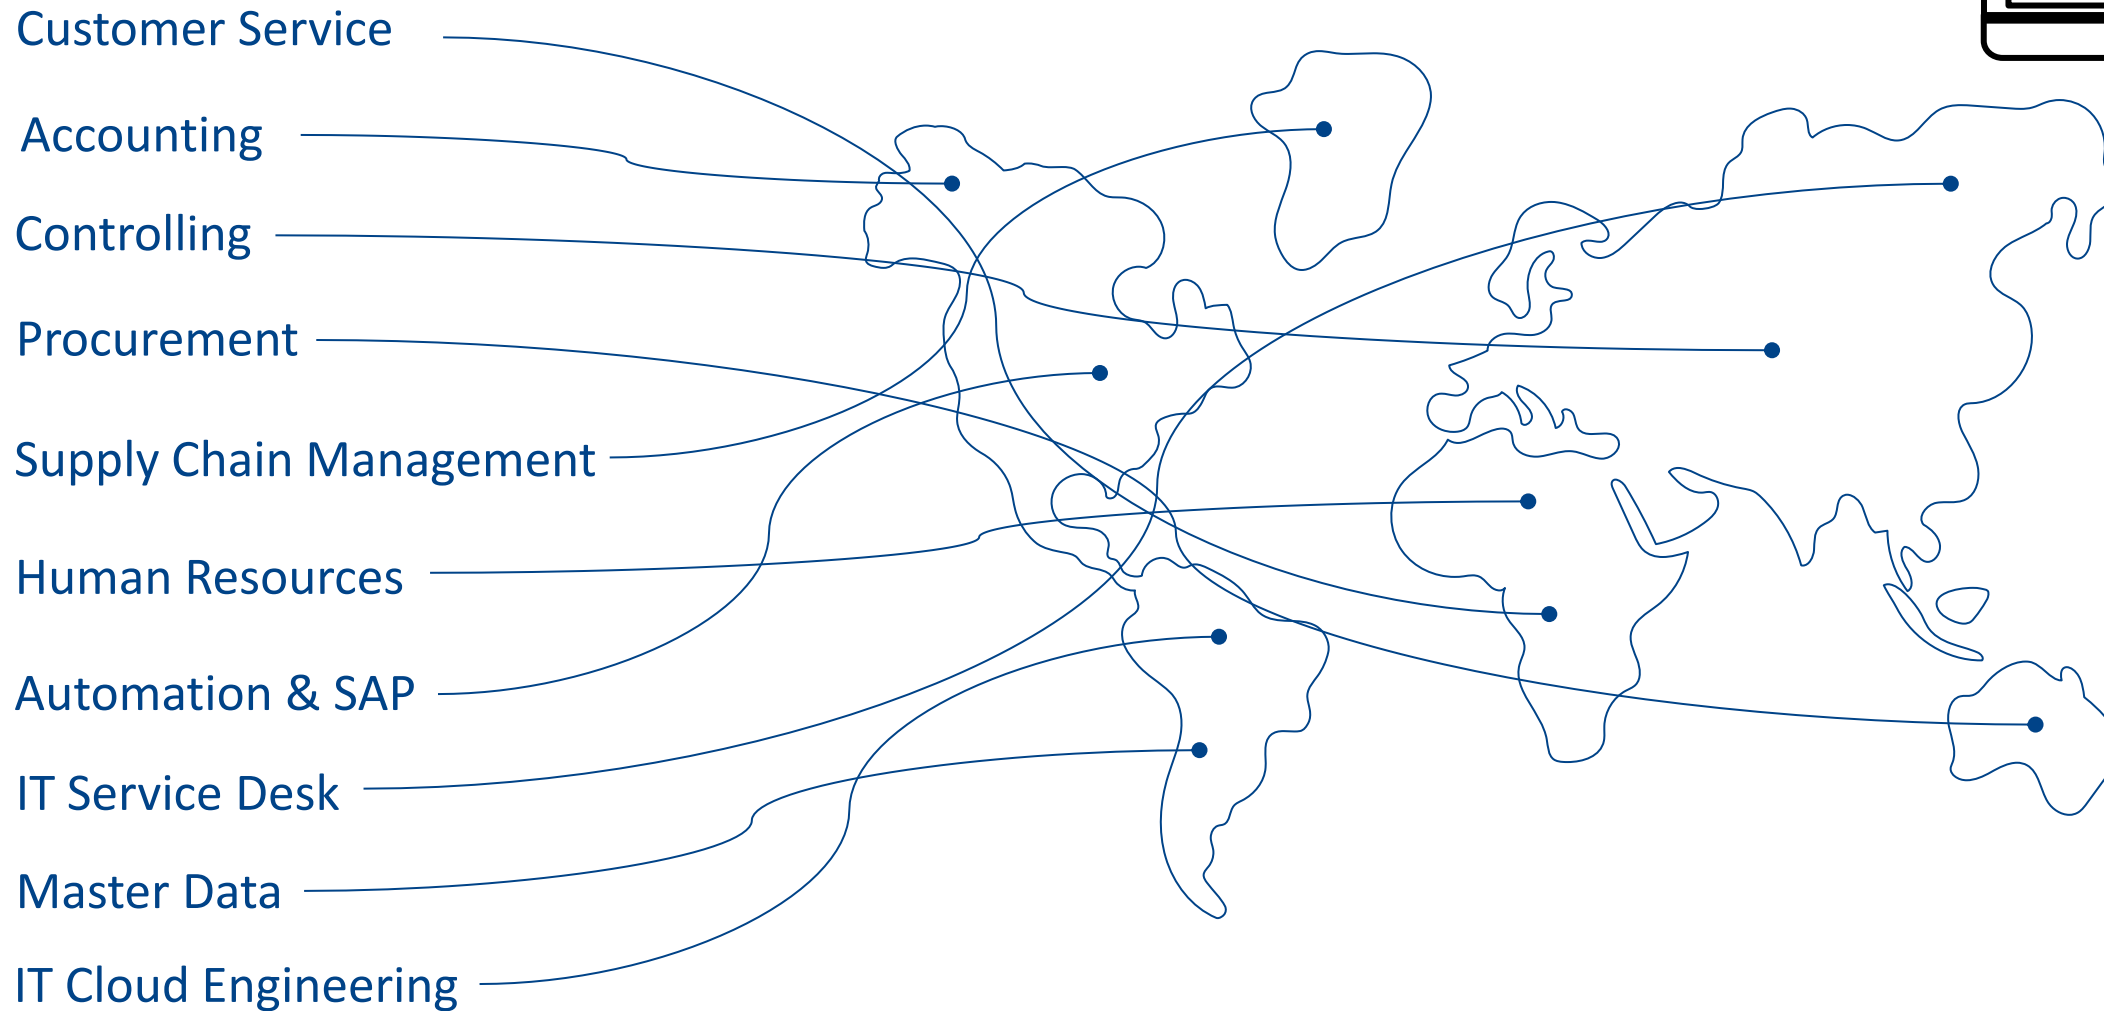 Customer Service
Accounting
Controlling
Procurement
Supply Chain Management
Human Resources
Automation & SAP
IT Service Desk
Master Data
IT Cloud Engineering